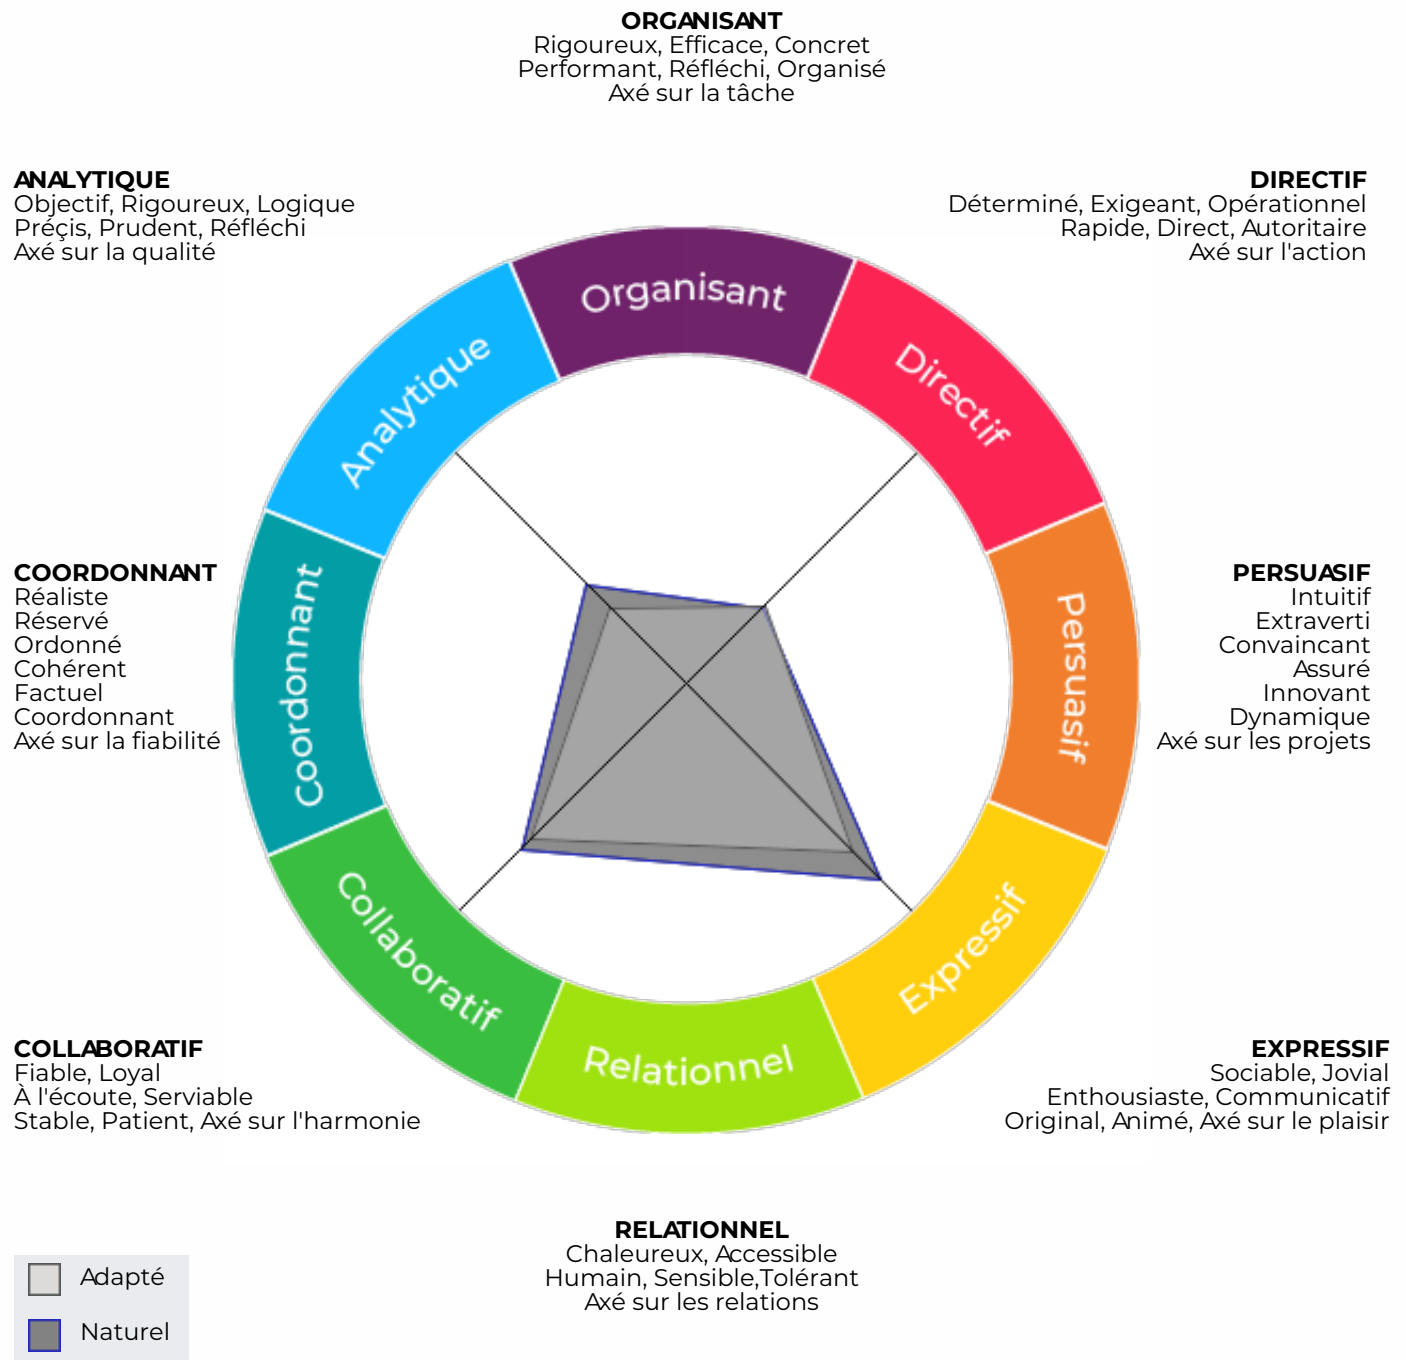 ORGANISANT
Rigoureux, Efficace, Concret
Performant, Réfléchi, Organisé
Axé sur la tâche
ANALYTIQUE
Objectif, Rigoureux, Logique
Préçis, Prudent, Réfléchi
Axé sur la qualité
DIRECTIF
Déterminé, Exigeant, Opérationnel
Rapide, Direct, Autoritaire
Axé sur l'action
Organisant
Analytique
Directif
COORDONNANT
Réaliste
Réservé
Ordonné
Cohérent
Factuel
Coordonnant
Axé sur la fiabilité
Coordonnant
Persuasif
PERSUASIF
Intuitif
Extraverti
Convaincant
Assuré
Innovant
Dynamique
Axé sur les projets
Collaboratif
Relationnel
Expressif
COLLABORATIF
Fiable, Loyal
À l'écoute, Serviable
Stable, Patient, Axé sur l'harmonie
EXPRESSIF
Sociable, Jovial
Enthousiaste, Communicatif
Original, Animé, Axé sur le plaisir
RELATIONNEL
Chaleureux, Accessible
Humain, Sensible,Tolérant
Axé sur les relations
Adapté
Naturel